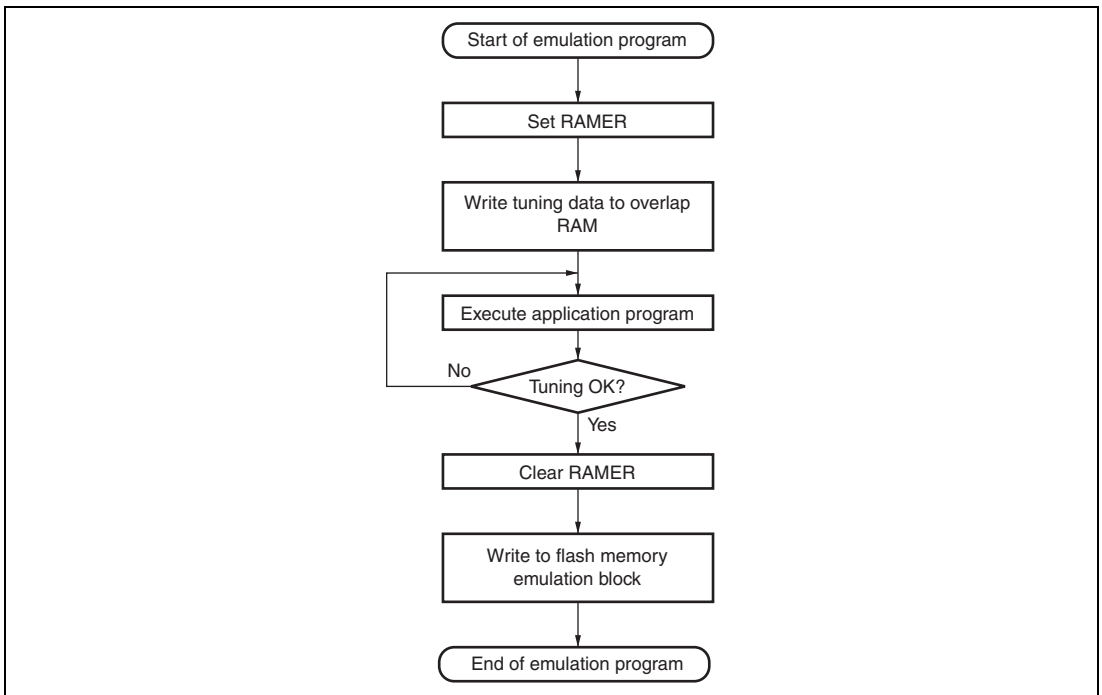 Start of emulation program
Set RAMER
Write tuning data to overlap
RAM
Execute application program
No
Tuning OK?
Yes
Clear RAMER
Write to flash memory
emulation block
End of emulation program